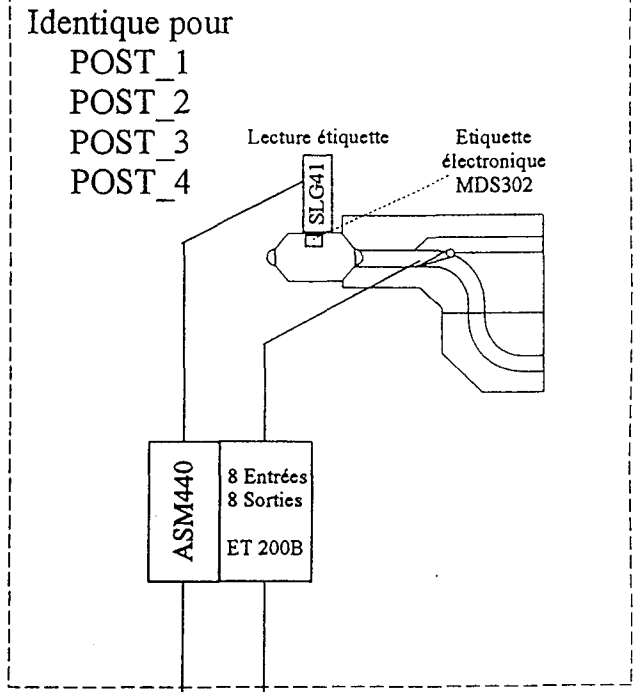 Identique pour
POST_1
POST_2
POST_3
POST_4
Lecture étiquette
Etiquette
électronique
MDS302
SLG41
ASM440
8 Entrées
8 Sorties
ET 200B